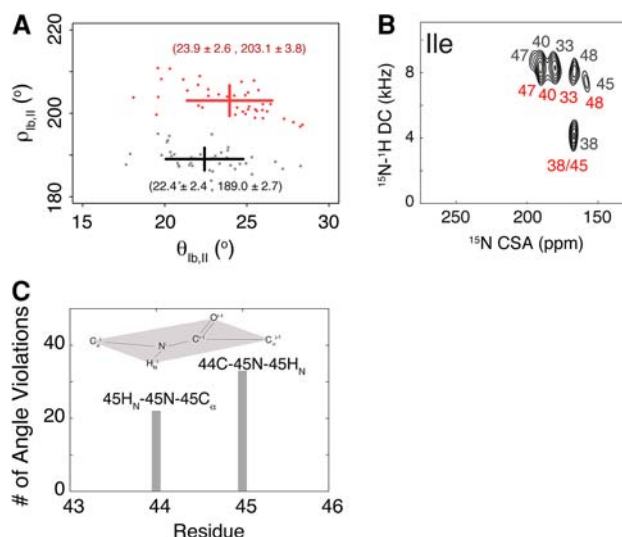 A
(23.9 ± 2.6 , 203.1 ± 3.8)
(22.4 ± 2.4 , 189.0 ± 2.7)
ρIb,II (°)
220
200
180
15 20 25 30
θIb,II (°)
B
Ile
40 33
47 48
45
47 40 33 48
38
38/45
15N-1H DC (kHz)
8
4
0
250 200 150
15N CSA (ppm)
C
# of Angle Violations
40
20
0
N
44C-45N-45HN
45HN-45N-45Cα
43 44 45 46
Residue